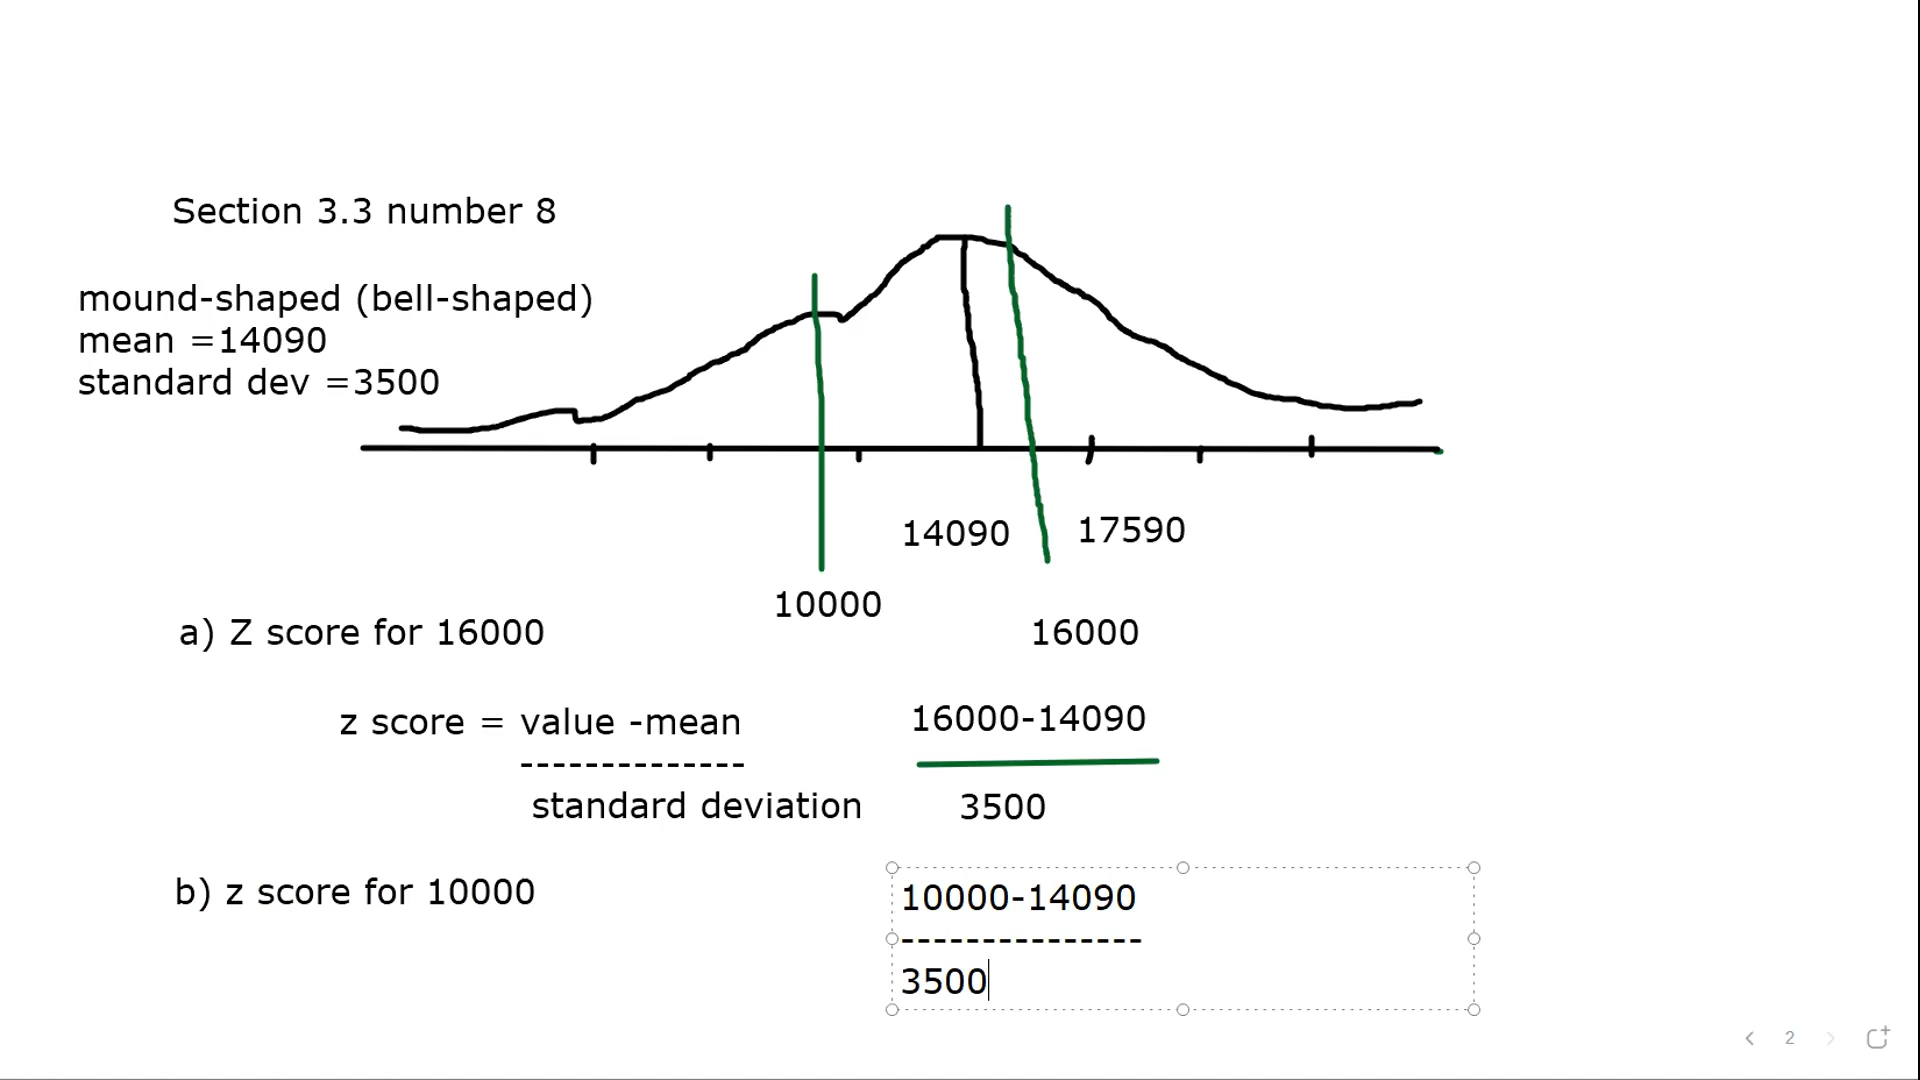 Section 3.3 number 8
mound-shaped (bell-shaped)
mean =14090
standard dev =3500
14090
17590
10000
16000
a) Z score for 16000
z score = value -mean
--------------
standard deviation
16000-14090
3500
b) z score for 10000
10000-14090
---------------
3500
2